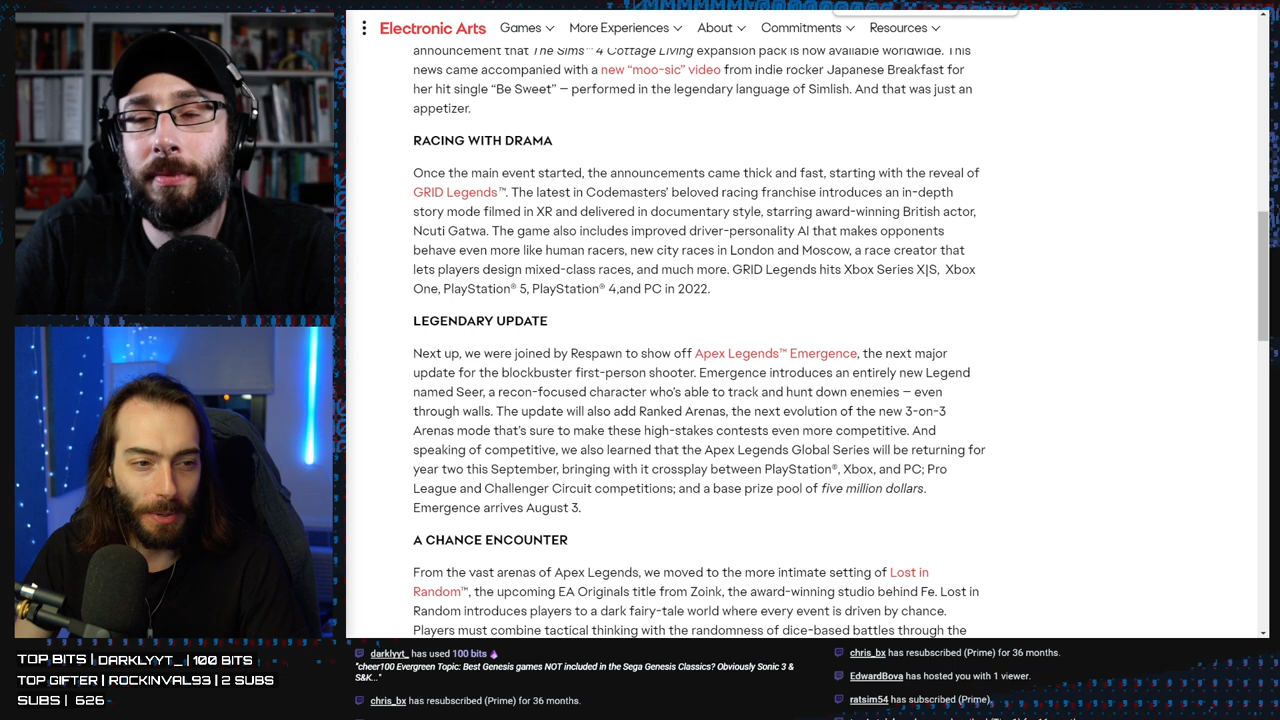 Electronic Arts Games More Experiences About Commitments Resources
announcement that The Sims™ 4 Cottage Living expansion pack is now available worldwide. This
news came accompanied with a new “moo-sic” video from indie rocker Japanese Breakfast for
her hit single “Be Sweet” — performed in the legendary language of Simlish. And that was just an
appetizer.
RACING WITH DRAMA
Once the main event started, the announcements came thick and fast, starting with the reveal of
GRID Legends™. The latest in Codemasters’ beloved racing franchise introduces an in-depth
story mode filmed in XR and delivered in documentary style, starring award-winning British actor,
Ncuti Gatwa. The game also includes improved driver-personality AI that makes opponents
behave even more like human racers, new city races in London and Moscow, a race creator that
lets players design mixed-class races, and much more. GRID Legends hits Xbox Series X|S, Xbox
One, PlayStation® 5, PlayStation® 4,and PC in 2022.
LEGENDARY UPDATE
Next up, we were joined by Respawn to show off Apex Legends™ Emergence, the next major
update for the blockbuster first-person shooter. Emergence introduces an entirely new Legend
named Seer, a recon-focused character who’s able to track and hunt down enemies — even
through walls. The update will also add Ranked Arenas, the next evolution of the new 3-on-3
Arenas mode that’s sure to make these high-stakes contests even more competitive. And
speaking of competitive, we also learned that the Apex Legends Global Series will be returning for
year two this September, bringing with it crossplay between PlayStation®, Xbox, and PC; Pro
League and Challenger Circuit competitions; and a base prize pool of five million dollars.
Emergence arrives August 3.
A CHANCE ENCOUNTER
From the vast arenas of Apex Legends, we moved to the more intimate setting of Lost in
Random™, the upcoming EA Originals title from Zoink, the award-winning studio behind Fe. Lost in
Random introduces players to a dark fairy-tale world where every event is driven by chance.
Players must combine tactical thinking with the randomness of dice-based battles through the
TOP BITS | DARKLYYT_ | 100 BITS
TOP GIFTER | ROCKINVAL93 | 2 SUBS
SUBS | 626
darklyyt_ has used 100 bits
"cheer100 Evergreen Topic: Best Genesis games NOT included in the Sega Genesis Classics? Obviously Sonic 3 &
S&K..."
chris_bx has resubscribed (Prime) for 36 months.
chris_bx has resubscribed (Prime) for 36 months.
EdwardBova has hosted you with 1 viewer.
ratsim54 has subscribed (Prime).